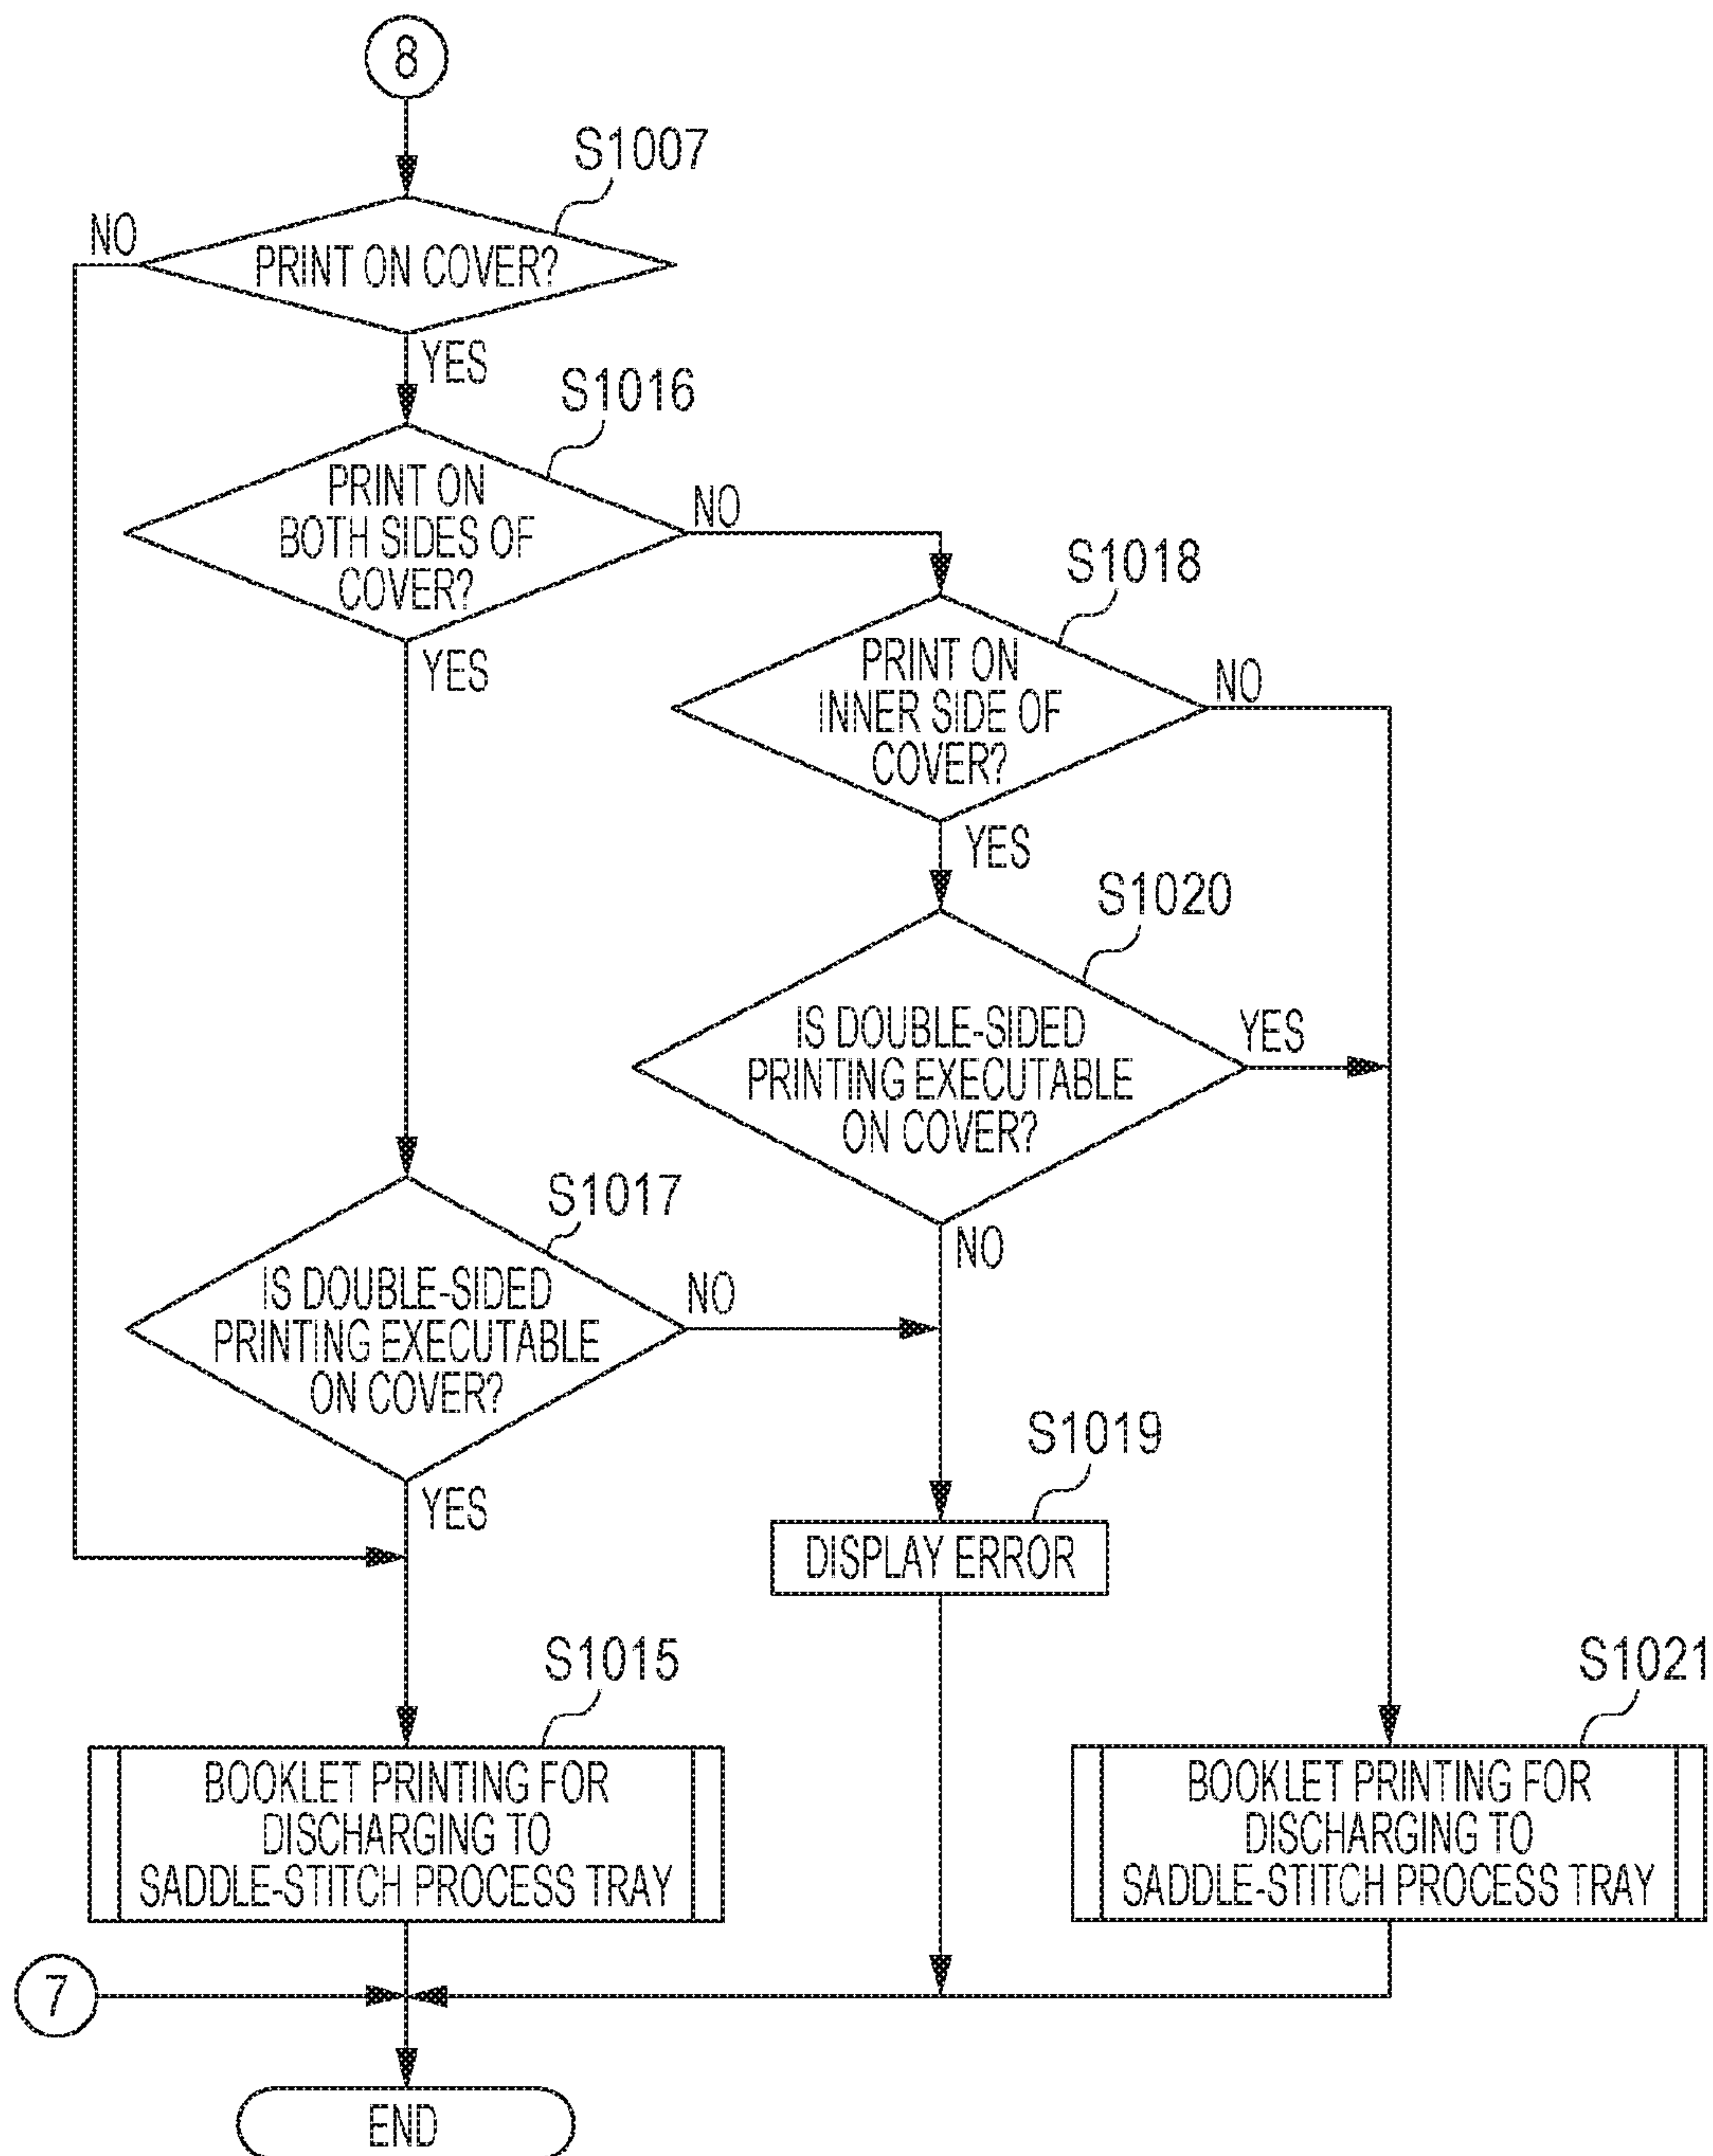 8
S1007
NO
PRINT ON COVER?
YES
S1016
PRINT ON
BOTH SIDES OF
COVER?
NO
YES
S1018
PRINT ON
INNER SIDE OF
COVER?
NO
YES
S1020
IS DOUBLE-SIDED
PRINTING EXECUTABLE
ON COVER?
YES
NO
S1017
IS DOUBLE-SIDED
PRINTING EXECUTABLE
ON COVER?
NO
YES
S1019
DISPLAY ERROR
S1015
BOOKLET PRINTING FOR
DISCHARGING TO
SADDLE-STITCH PROCESS TRAY
S1021
BOOKLET PRINTING FOR
DISCHARGING TO
SADDLE-STITCH PROCESS TRAY
7
END